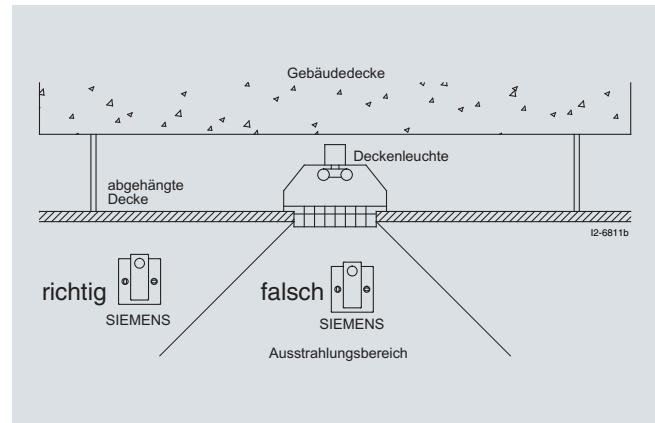 Gebäudedecke
Deckenleuchte
abgehängte
Decke
I2-6811b
richtig
falsch
SIEMENS
SIEMENS
Ausstrahlungsbereich